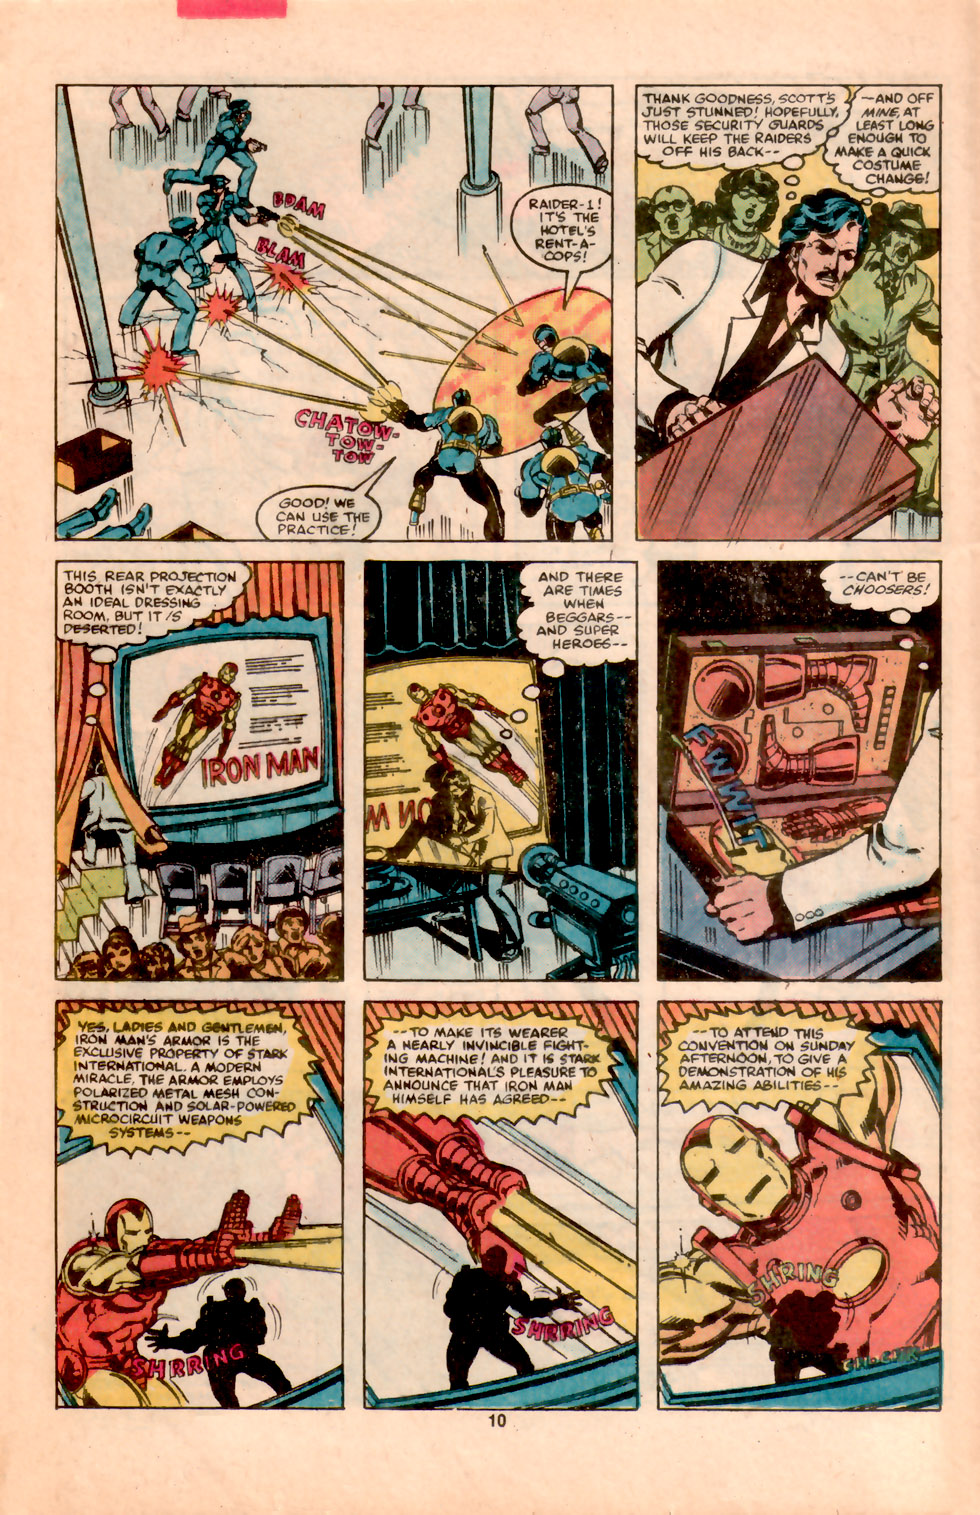 BDAM
BLAM
RAIDER-1!
IT'S THE
HOTEL'S
RENT-A-
COPS!
CHATOW-
TOW-
TOW
GOOD! WE
CAN USE THE
PRACTICE!
THANK GOODNESS, SCOTT'S
JUST STUNNED! HOPEFULLY,
THOSE SECURITY GUARDS
WILL KEEP THE RAIDERS
OFF HIS BACK--
--AND OFF
MINE, AT
LEAST LONG
ENOUGH TO
MAKE A QUICK
COSTUME
CHANGE!
THIS REAR PROJECTION
BOOTH ISN'T EXACTLY
AN IDEAL DRESSING
ROOM, BUT IT IS
DESERTED!
IRON MAN
AND THERE
ARE TIMES
WHEN
BEGGARS--
AND SUPER
HEROES--
--CAN'T BE
CHOOSERS!
FWWIT
YES, LADIES AND GENTLEMEN,
IRON MAN'S ARMOR IS THE
EXCLUSIVE PROPERTY OF STARK
INTERNATIONAL. A MODERN
MIRACLE, THE ARMOR EMPLOYS
POLARIZED METAL MESH CON-
STRUCTION AND SOLAR-POWERED
MICROCIRCUIT WEAPONS
SYSTEMS--
SHRRING
--TO MAKE ITS WEARER
A NEARLY INVINCIBLE FIGHT-
ING MACHINE! AND IT IS STARK
INTERNATIONAL'S PLEASURE TO
ANNOUNCE THAT IRON MAN
HIMSELF HAS AGREED--
SHRRING
--TO ATTEND THIS
CONVENTION ON SUNDAY
AFTERNOON, TO GIVE A
DEMONSTRATION OF HIS
AMAZING ABILITIES--
SHRING
10